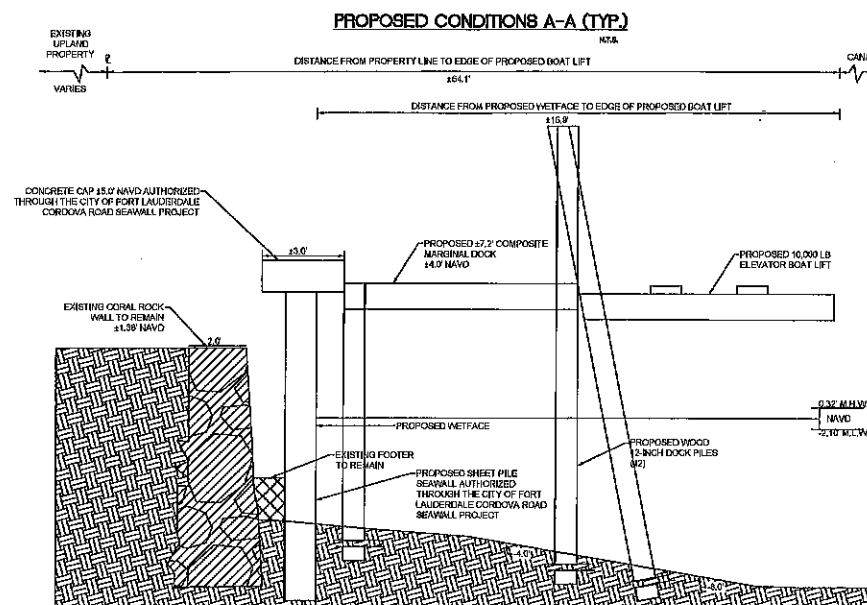 PROPOSED CONDITIONS A-A (TYP.)
N.T.S.
EXISTING
UPLAND
PROPERTY
VARIES
DISTANCE FROM PROPERTY LINE TO EDGE OF PROPOSED BOAT LIFT
±64.1'
CANA
DISTANCE FROM PROPOSED WETFACE TO EDGE OF PROPOSED BOAT LIFT
±16.9'
CONCRETE CAP ±5.0' NAVD AUTHORIZED
THROUGH THE CITY OF FORT LAUDERDALE
CORDOVA ROAD SEAWALL PROJECT
±3.0'
PROPOSED ±7.2' COMPOSITE
MARGINAL DOCK
±4.0' NAVD
PROPOSED 10,000 LB
ELEVATOR BOAT LIFT
EXISTING CORAL ROCK
WALL TO REMAIN
±1.38' NAVD
2.0'
0.32' M.H.W
NAVD
-2.10' M.L.W
PROPOSED WETFACE
EXISTING FOOTER
TO REMAIN
PROPOSED WOOD
12-INCH DOCK PILES
PROPOSED SHEET PILE
SEAWALL AUTHORIZED
THROUGH THE CITY OF FORT
LAUDERDALE CORDOVA ROAD
SEAWALL PROJECT
-4.0'